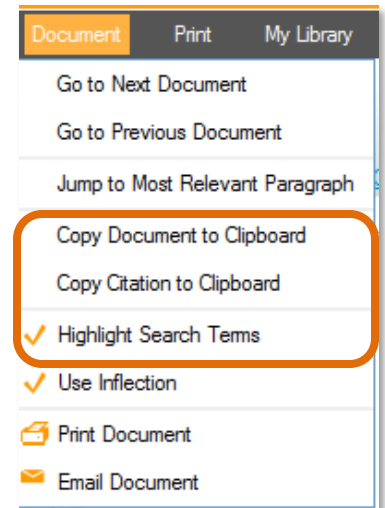 Document Print My Library
Go to Next Document
Go to Previous Document
Jump to Most Relevant Paragraph
Copy Document to Clipboard
Copy Citation to Clipboard
Highlight Search Terms
Use Inflection
Print Document
Email Document